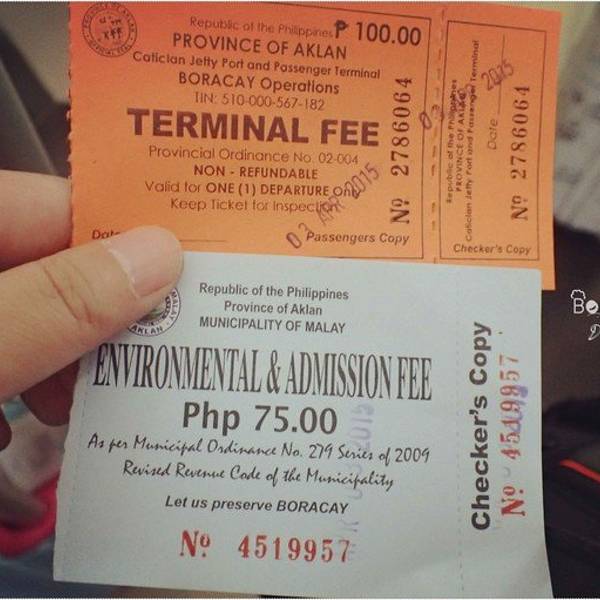 Republic of the Philippines
₱ 100.00
PROVINCE OF AKLAN
Caticlan Jetty Port and Passenger Terminal
BORACAY Operations
TIN: 510-000-567-182
TERMINAL FEE
Provincial Ordinance No. 02-004
NON - REFUNDABLE
Valid for ONE (1) DEPARTURE ONLY
Keep Ticket for Inspection
03 APR 2015
Date
Passengers Copy
Nº 2786064
Republic of the Philippines
PROVINCE OF AKLAN
Caticlan Jetty Port and Passenger Terminal
Date
03 2015
Nº 2786064
Checker's Copy
Republic of the Philippines
Province of Aklan
MUNICIPALITY OF MALAY
MALAY
AKLAN
ENVIRONMENTAL & ADMISSION FEE
Php 75.00
As per Municipal Ordinance No. 279 Series of 2009
Revised Revenue Code of the Municipality
Let us preserve BORACAY
Nº 4519957
2015
Checker's Copy
Nº 4519957